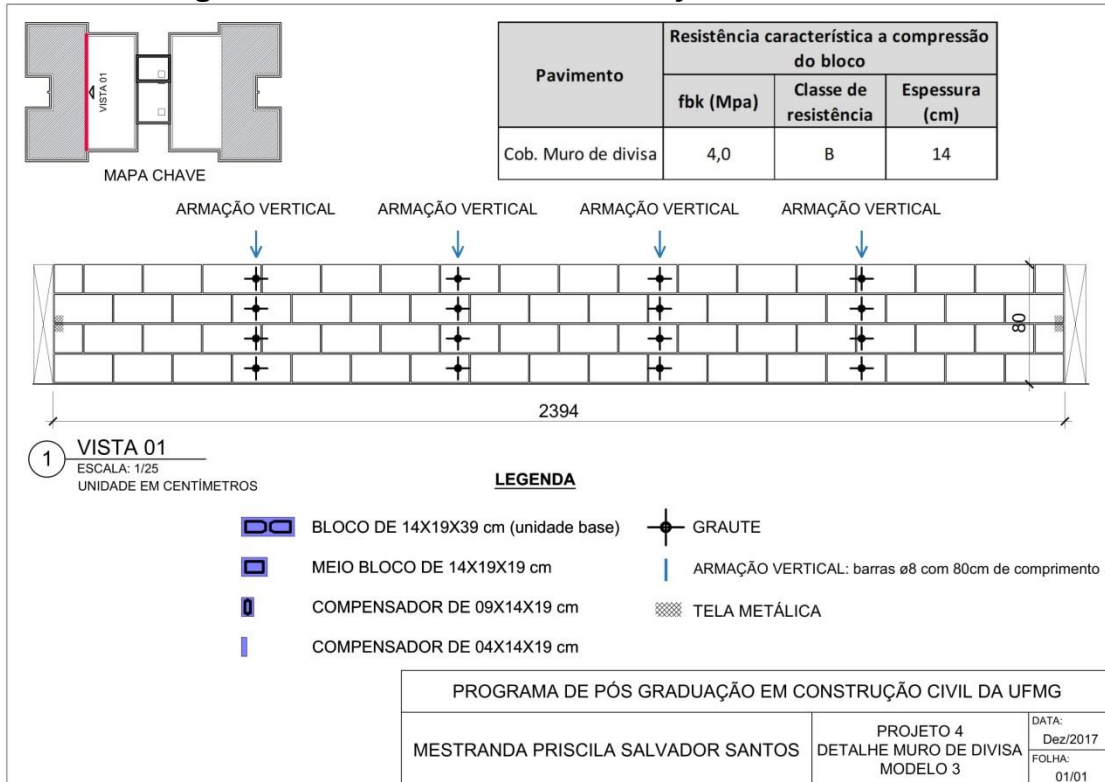 VISTA 01
MAPA CHAVE
Pavimento
Resistência característica a compressão
do bloco
fbk (Mpa)
Classe de
resistência
Espessura
(cm)
Cob. Muro de divisa
4,0
B
14
ARMAÇÃO VERTICAL
ARMAÇÃO VERTICAL
ARMAÇÃO VERTICAL
ARMAÇÃO VERTICAL
80
2394
1
VISTA 01
ESCALA: 1/25
UNIDADE EM CENTÍMETROS
LEGENDA
BLOCO DE 14X19X39 cm (unidade base)
GRAUTE
MEIO BLOCO DE 14X19X19 cm
ARMAÇÃO VERTICAL: barras ø8 com 80cm de comprimento
COMPENSADOR DE 09X14X19 cm
TELA METÁLICA
COMPENSADOR DE 04X14X19 cm
PROGRAMA DE PÓS GRADUAÇÃO EM CONSTRUÇÃO CIVIL DA UFMG
MESTRANDA PRISCILA SALVADOR SANTOS
PROJETO 4
DETALHE MURO DE DIVISA
MODELO 3
DATA:
Dez/2017
FOLHA:
01/01